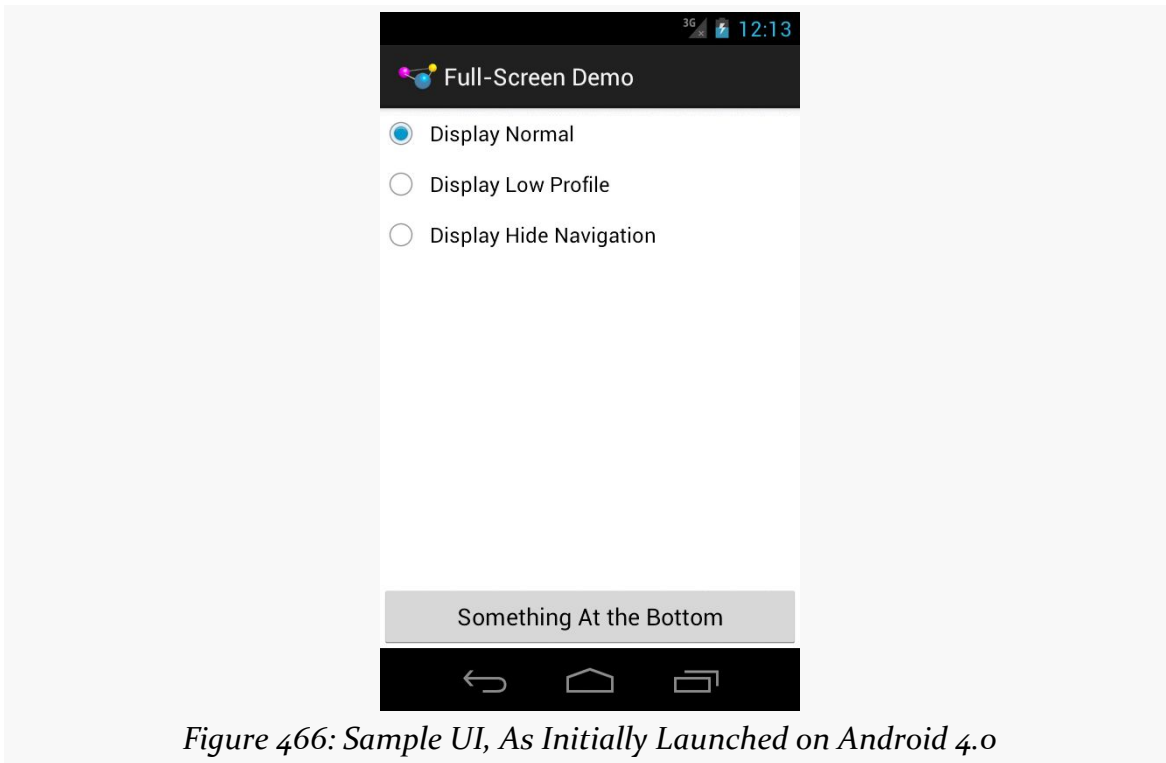 3G 12:13
Full-Screen Demo
Display Normal
Display Low Profile
Display Hide Navigation
Something At the Bottom
Figure 466: Sample UI, As Initially Launched on Android 4.0